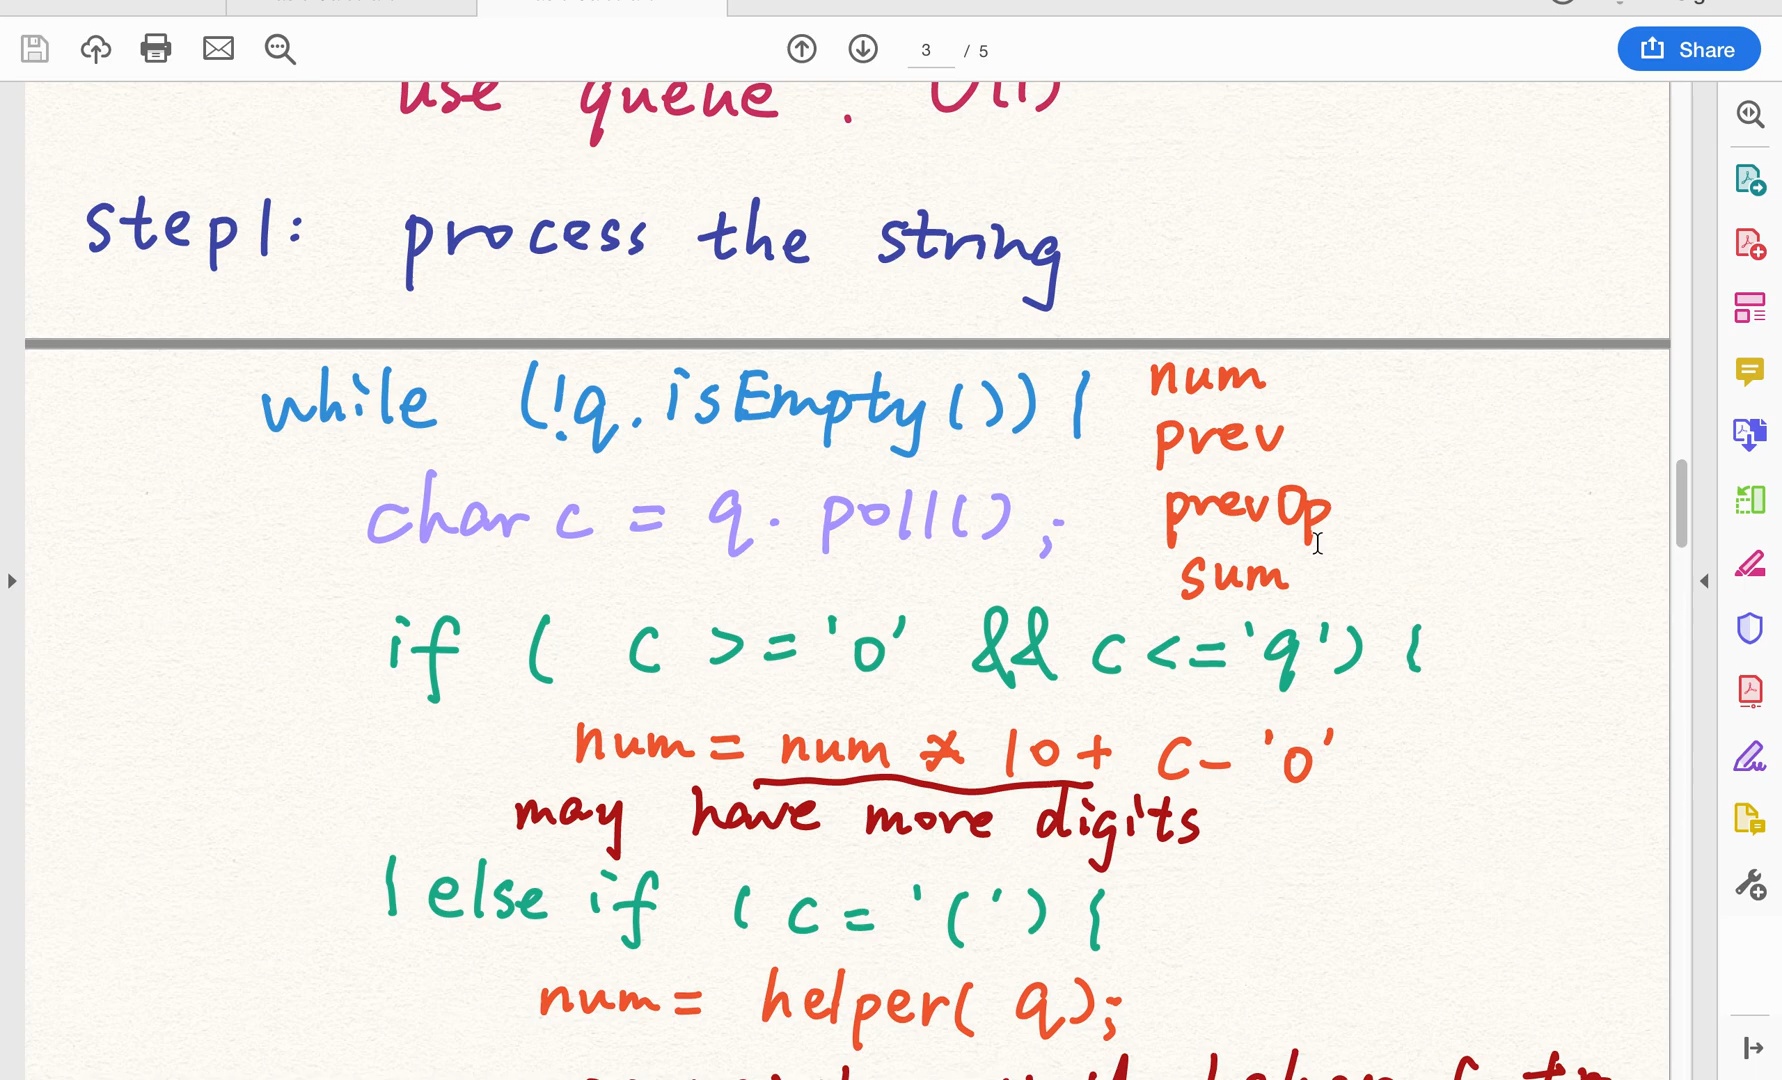 3 / 5
Share
use queue .
step1: process the string
while (!q.isEmpty()) {
num
prev
char c = q.poll();
prevOp
sum
if ( c >= '0' && c <= '9') {
num = num * 10 + c - '0'
may have more digits
} else if ( c = '(') {
num = helper( q);